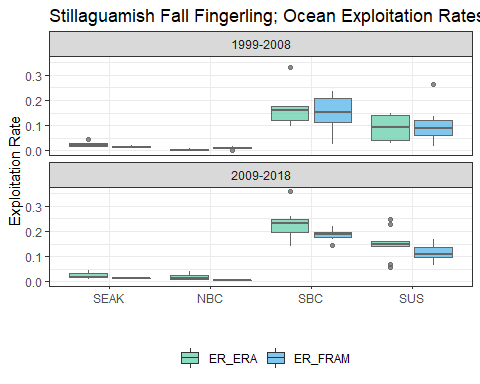 Stillaguamish Fall Fingerling; Ocean Exploitation Rates
1999-2008
0.3
0.2
0.1
0.0
Exploitation Rate
2009-2018
0.3
0.2
0.1
0.0
SEAK NBC SBC SUS
ER_ERA ER_FRAM